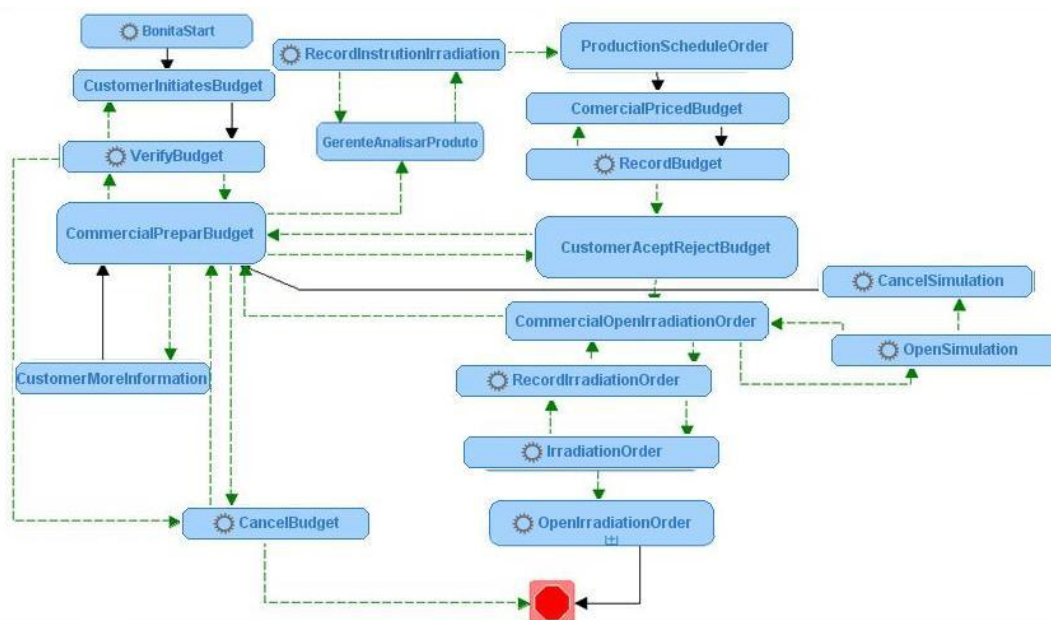 BonitaStart
RecordInstrutionIrradiation
ProductionScheduleOrder
CustomerInitiatesBudget
ComercialPricedBudget
GerenteAnalisarProduto
VerifyBudget
RecordBudget
CommercialPreparBudget
CustomerAceptRejectBudget
CancelSimulation
CommercialOpenIrradiationOrder
OpenSimulation
CustomerMoreInformation
RecordIrradiationOrder
IrradiationOrder
CancelBudget
OpenIrradiationOrder